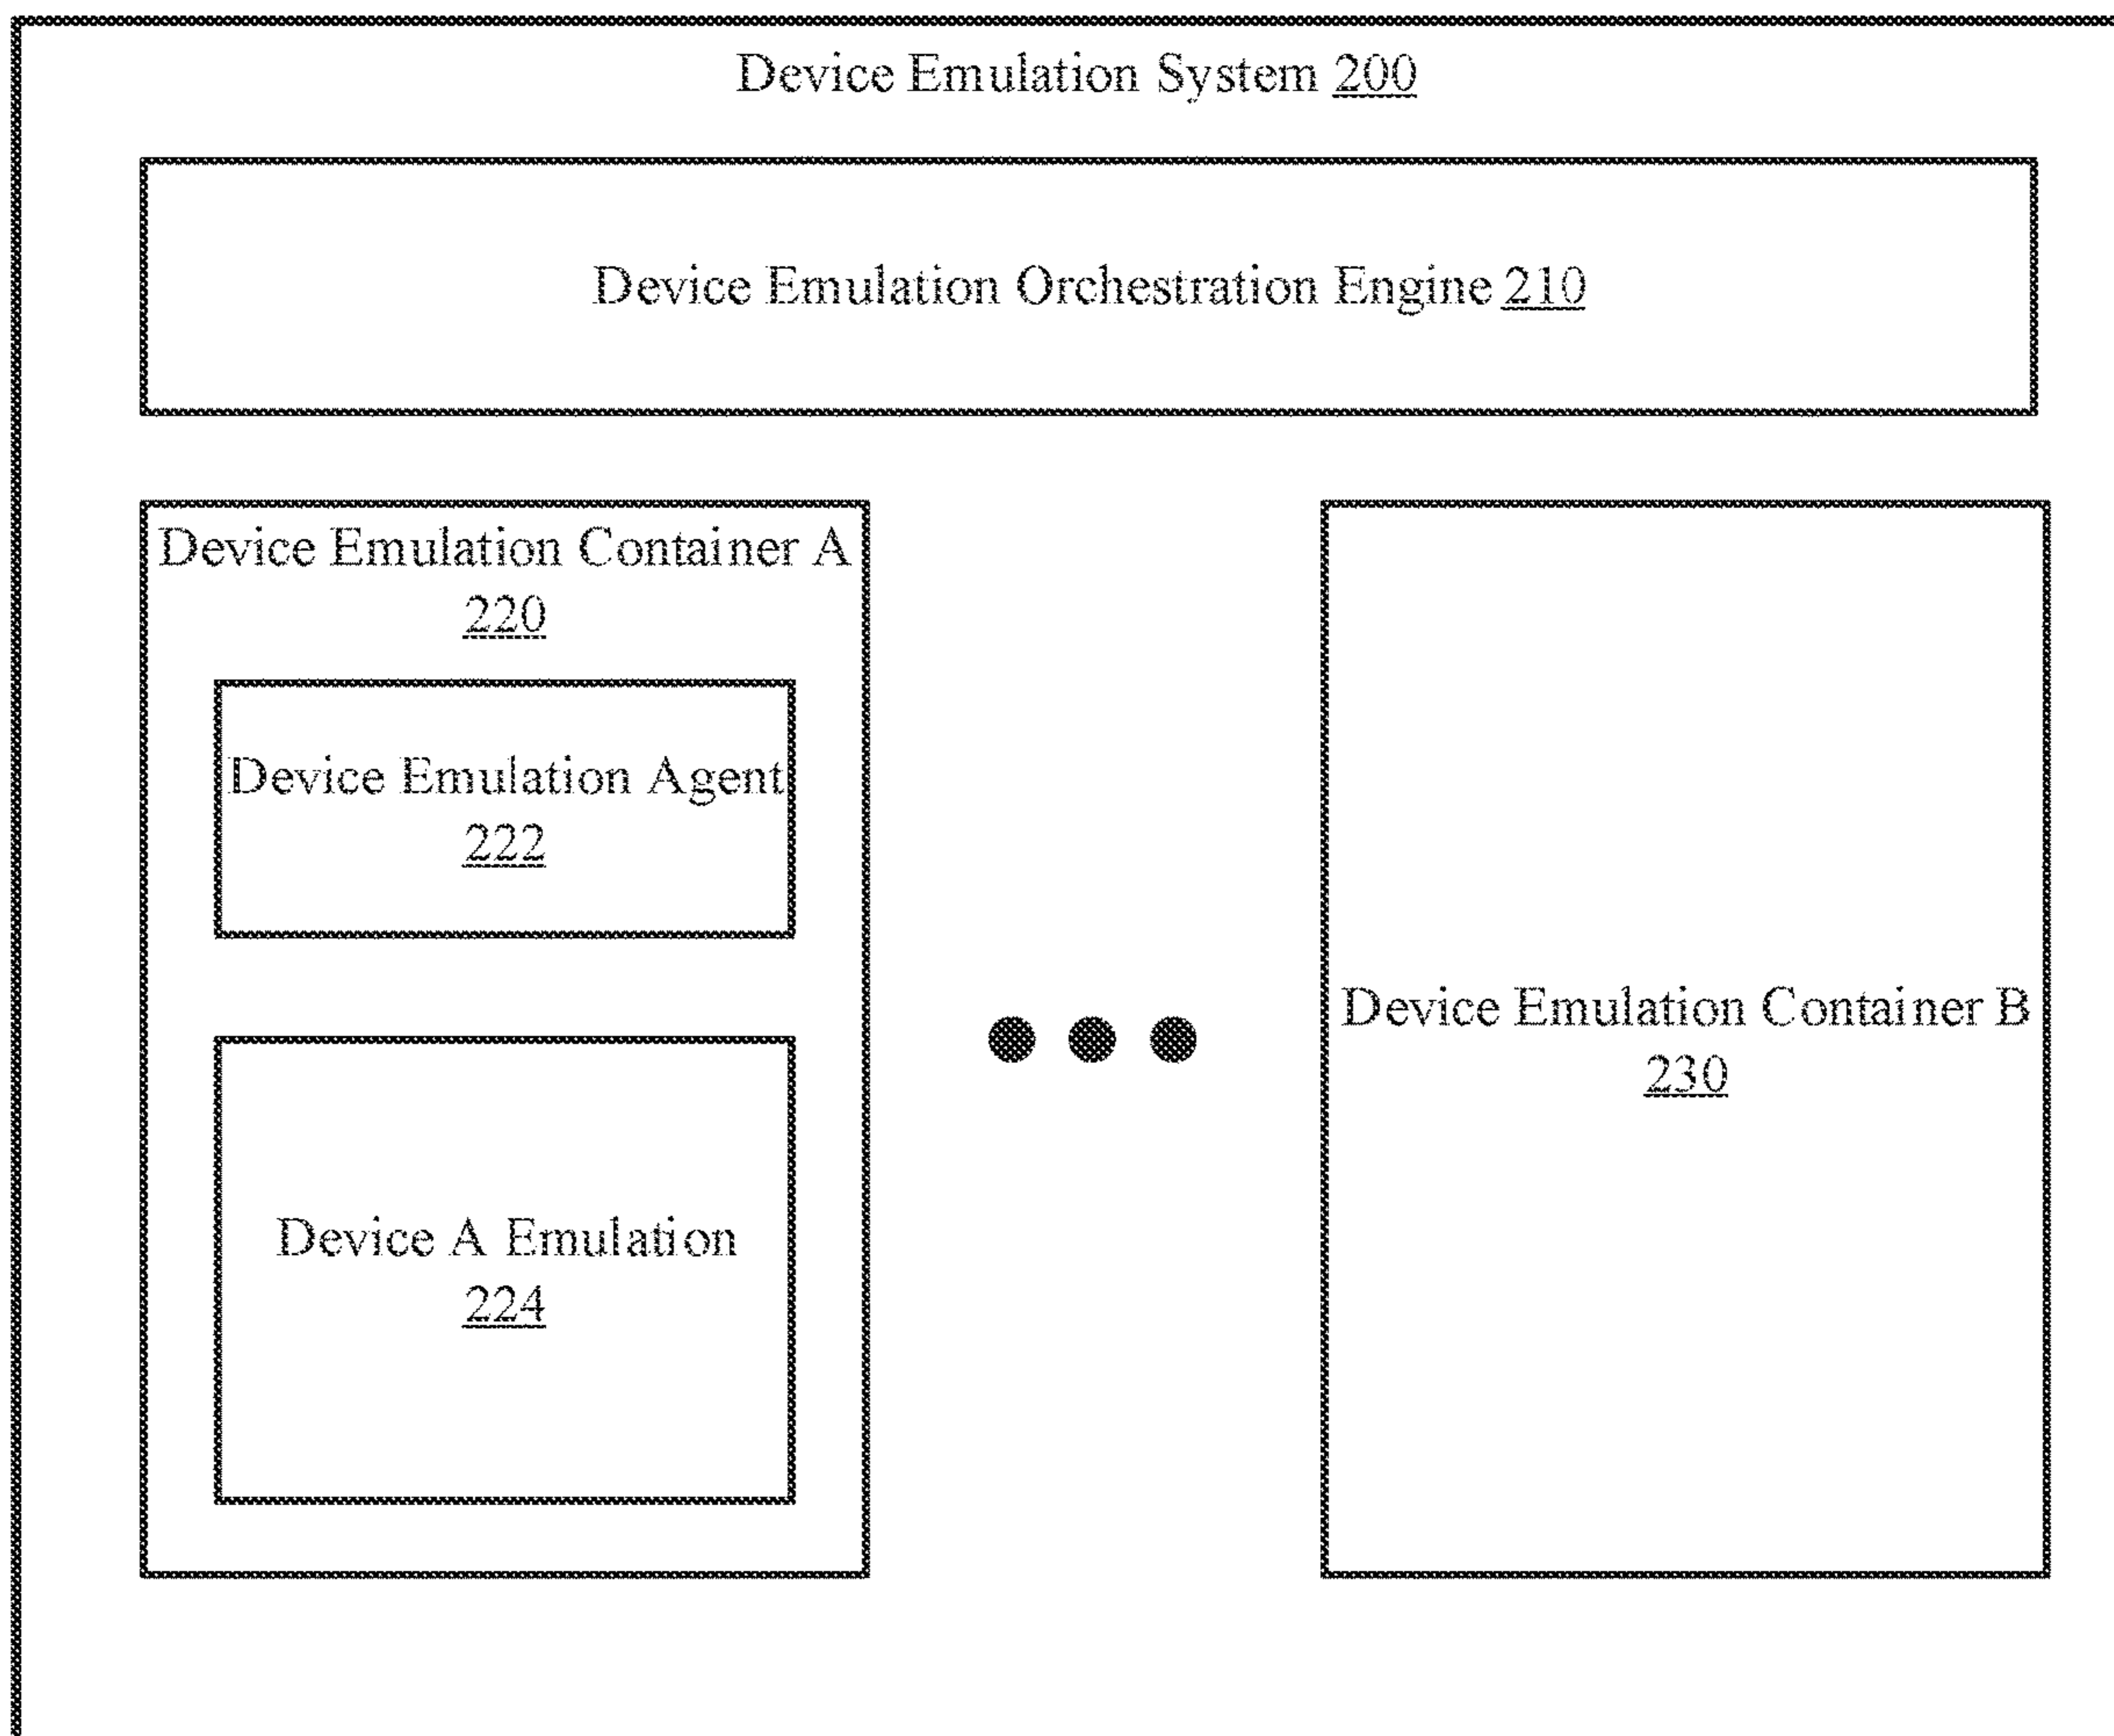 Device Emulation System 200
Device Emulation Orchestration Engine 210
Device Emulation Container A
220
Device Emulation Agent
222
Device A Emulation
224
Device Emulation Container B
230